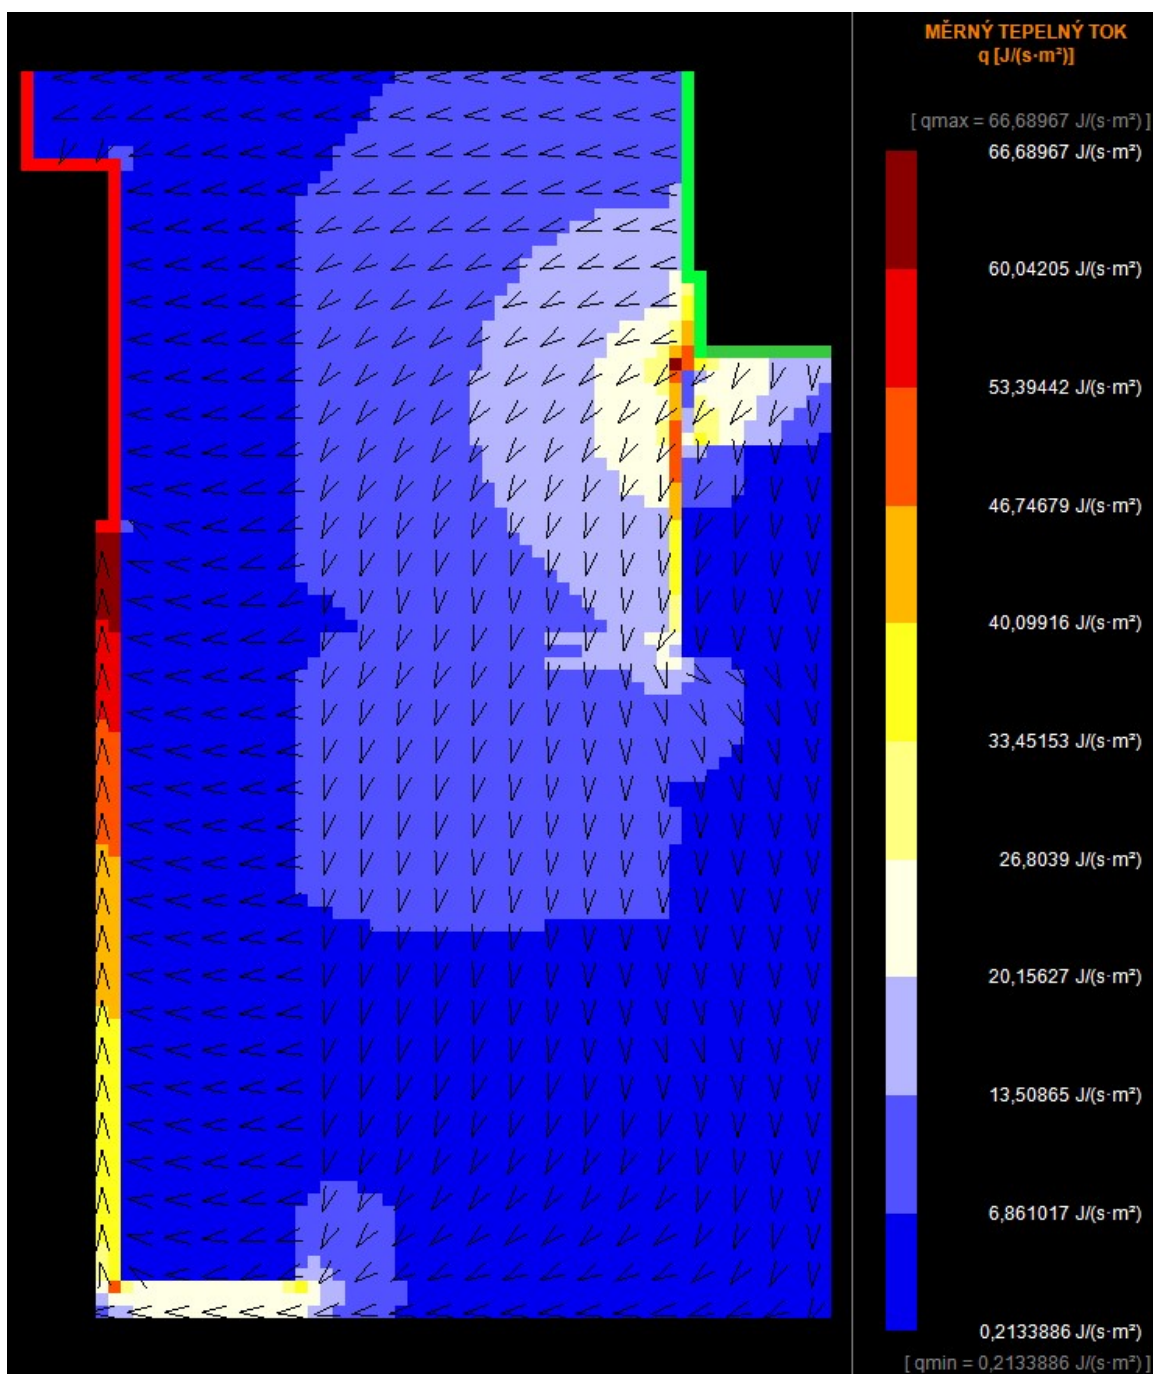 MĚRNÝ TEPELNÝ TOK
q [J/(s·m²)]
[ qmax = 66,68967 J/(s·m²) ]
66,68967 J/(s·m²)
60,04205 J/(s·m²)
53,39442 J/(s·m²)
46,74679 J/(s·m²)
40,09916 J/(s·m²)
33,45153 J/(s·m²)
26,8039 J/(s·m²)
20,15627 J/(s·m²)
13,50865 J/(s·m²)
6,861017 J/(s·m²)
0,2133886 J/(s·m²)
[ qmin = 0,2133886 J/(s·m²) ]